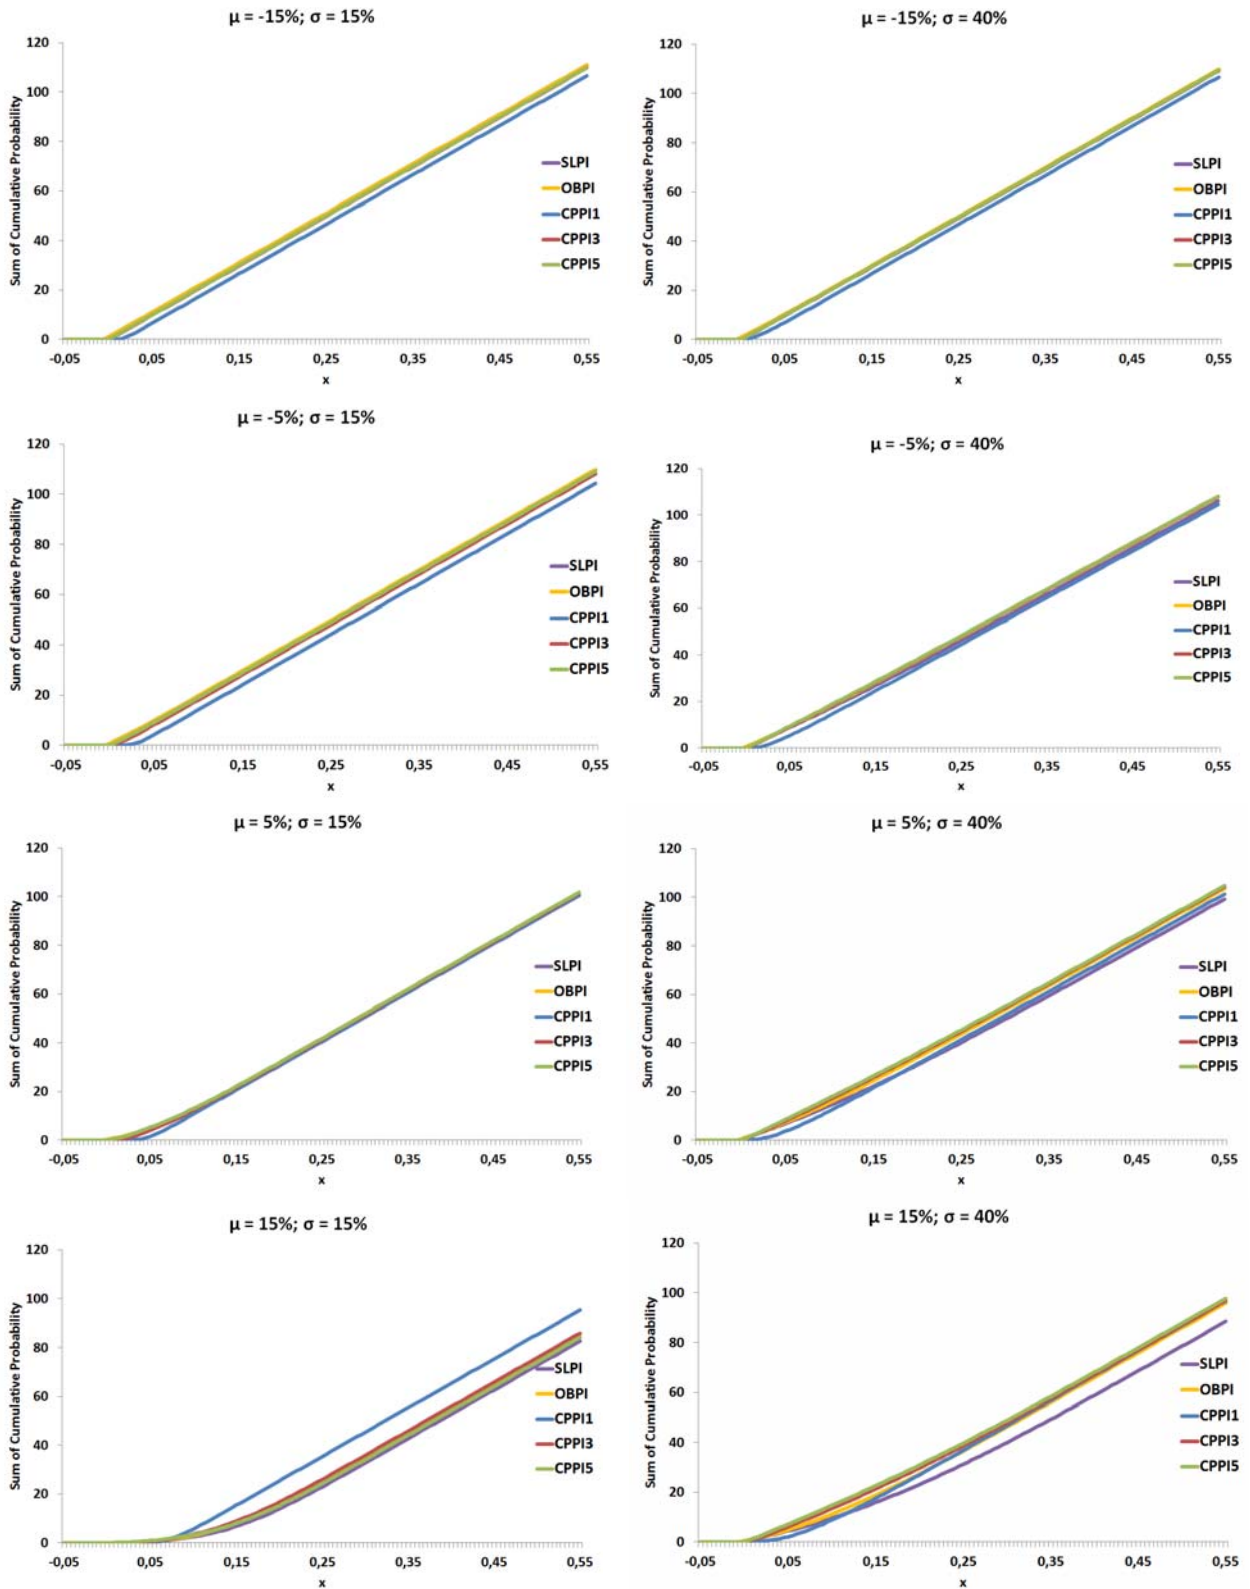 μ = -15%; σ = 15%
120
100
80
60
40
20
0
Sum of Cumulative Probability
-0,05 0,05 0,15 0,25 0,35 0,45 0,55
x
SLPI
OBPI
CPPI1
CPPI3
CPPI5
μ = -15%; σ = 40%
120
100
80
60
40
20
0
Sum of Cumulative Probability
-0,05 0,05 0,15 0,25 0,35 0,45 0,55
x
SLPI
OBPI
CPPI1
CPPI3
CPPI5
μ = -5%; σ = 15%
120
100
80
60
40
20
0
Sum of Cumulative Probability
-0,05 0,05 0,15 0,25 0,35 0,45 0,55
x
SLPI
OBPI
CPPI1
CPPI3
CPPI5
μ = -5%; σ = 40%
120
100
80
60
40
20
0
Sum of Cumulative Probability
-0,05 0,05 0,15 0,25 0,35 0,45 0,55
x
SLPI
OBPI
CPPI1
CPPI3
CPPI5
μ = 5%; σ = 15%
120
100
80
60
40
20
0
Sum of Cumulative Probability
-0,05 0,05 0,15 0,25 0,35 0,45 0,55
x
SLPI
OBPI
CPPI1
CPPI3
CPPI5
μ = 5%; σ = 40%
120
100
80
60
40
20
0
Sum of Cumulative Probability
-0,05 0,05 0,15 0,25 0,35 0,45 0,55
x
SLPI
OBPI
CPPI1
CPPI3
CPPI5
μ = 15%; σ = 15%
120
100
80
60
40
20
0
Sum of Cumulative Probability
-0,05 0,05 0,15 0,25 0,35 0,45 0,55
x
SLPI
OBPI
CPPI1
CPPI3
CPPI5
μ = 15%; σ = 40%
120
100
80
60
40
20
0
Sum of Cumulative Probability
-0,05 0,05 0,15 0,25 0,35 0,45 0,55
x
SLPI
OBPI
CPPI1
CPPI3
CPPI5